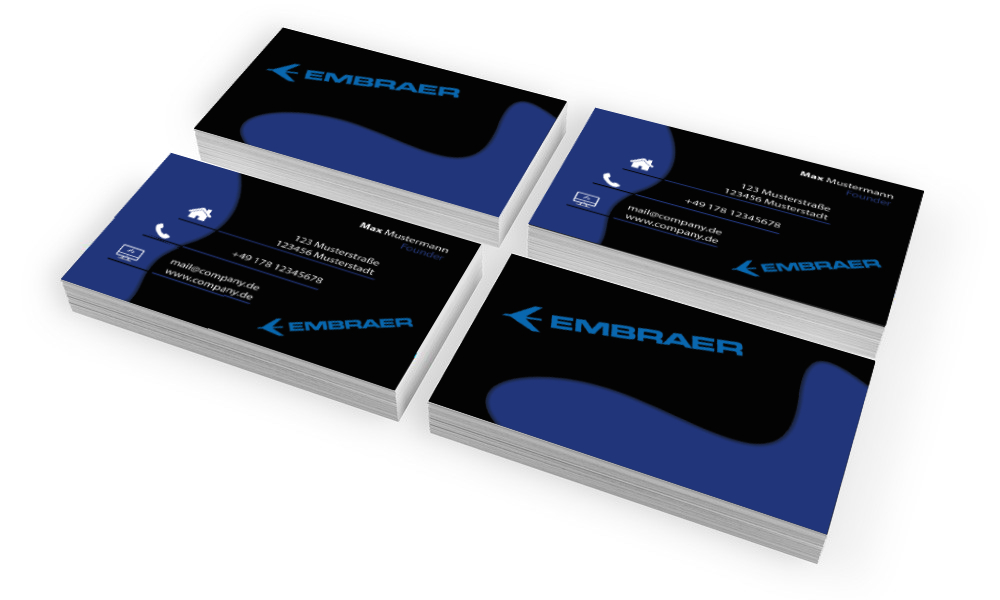 EMBRAER
Max Mustermann
Founder
123 Musterstraße
123456 Musterstadt
+49 178 12345678
mail@company.de
www.company.de
EMBRAER
Max Mustermann
Founder
123 Musterstraße
123456 Musterstadt
+49 178 12345678
mail@company.de
www.company.de
EMBRAER
EMBRAER